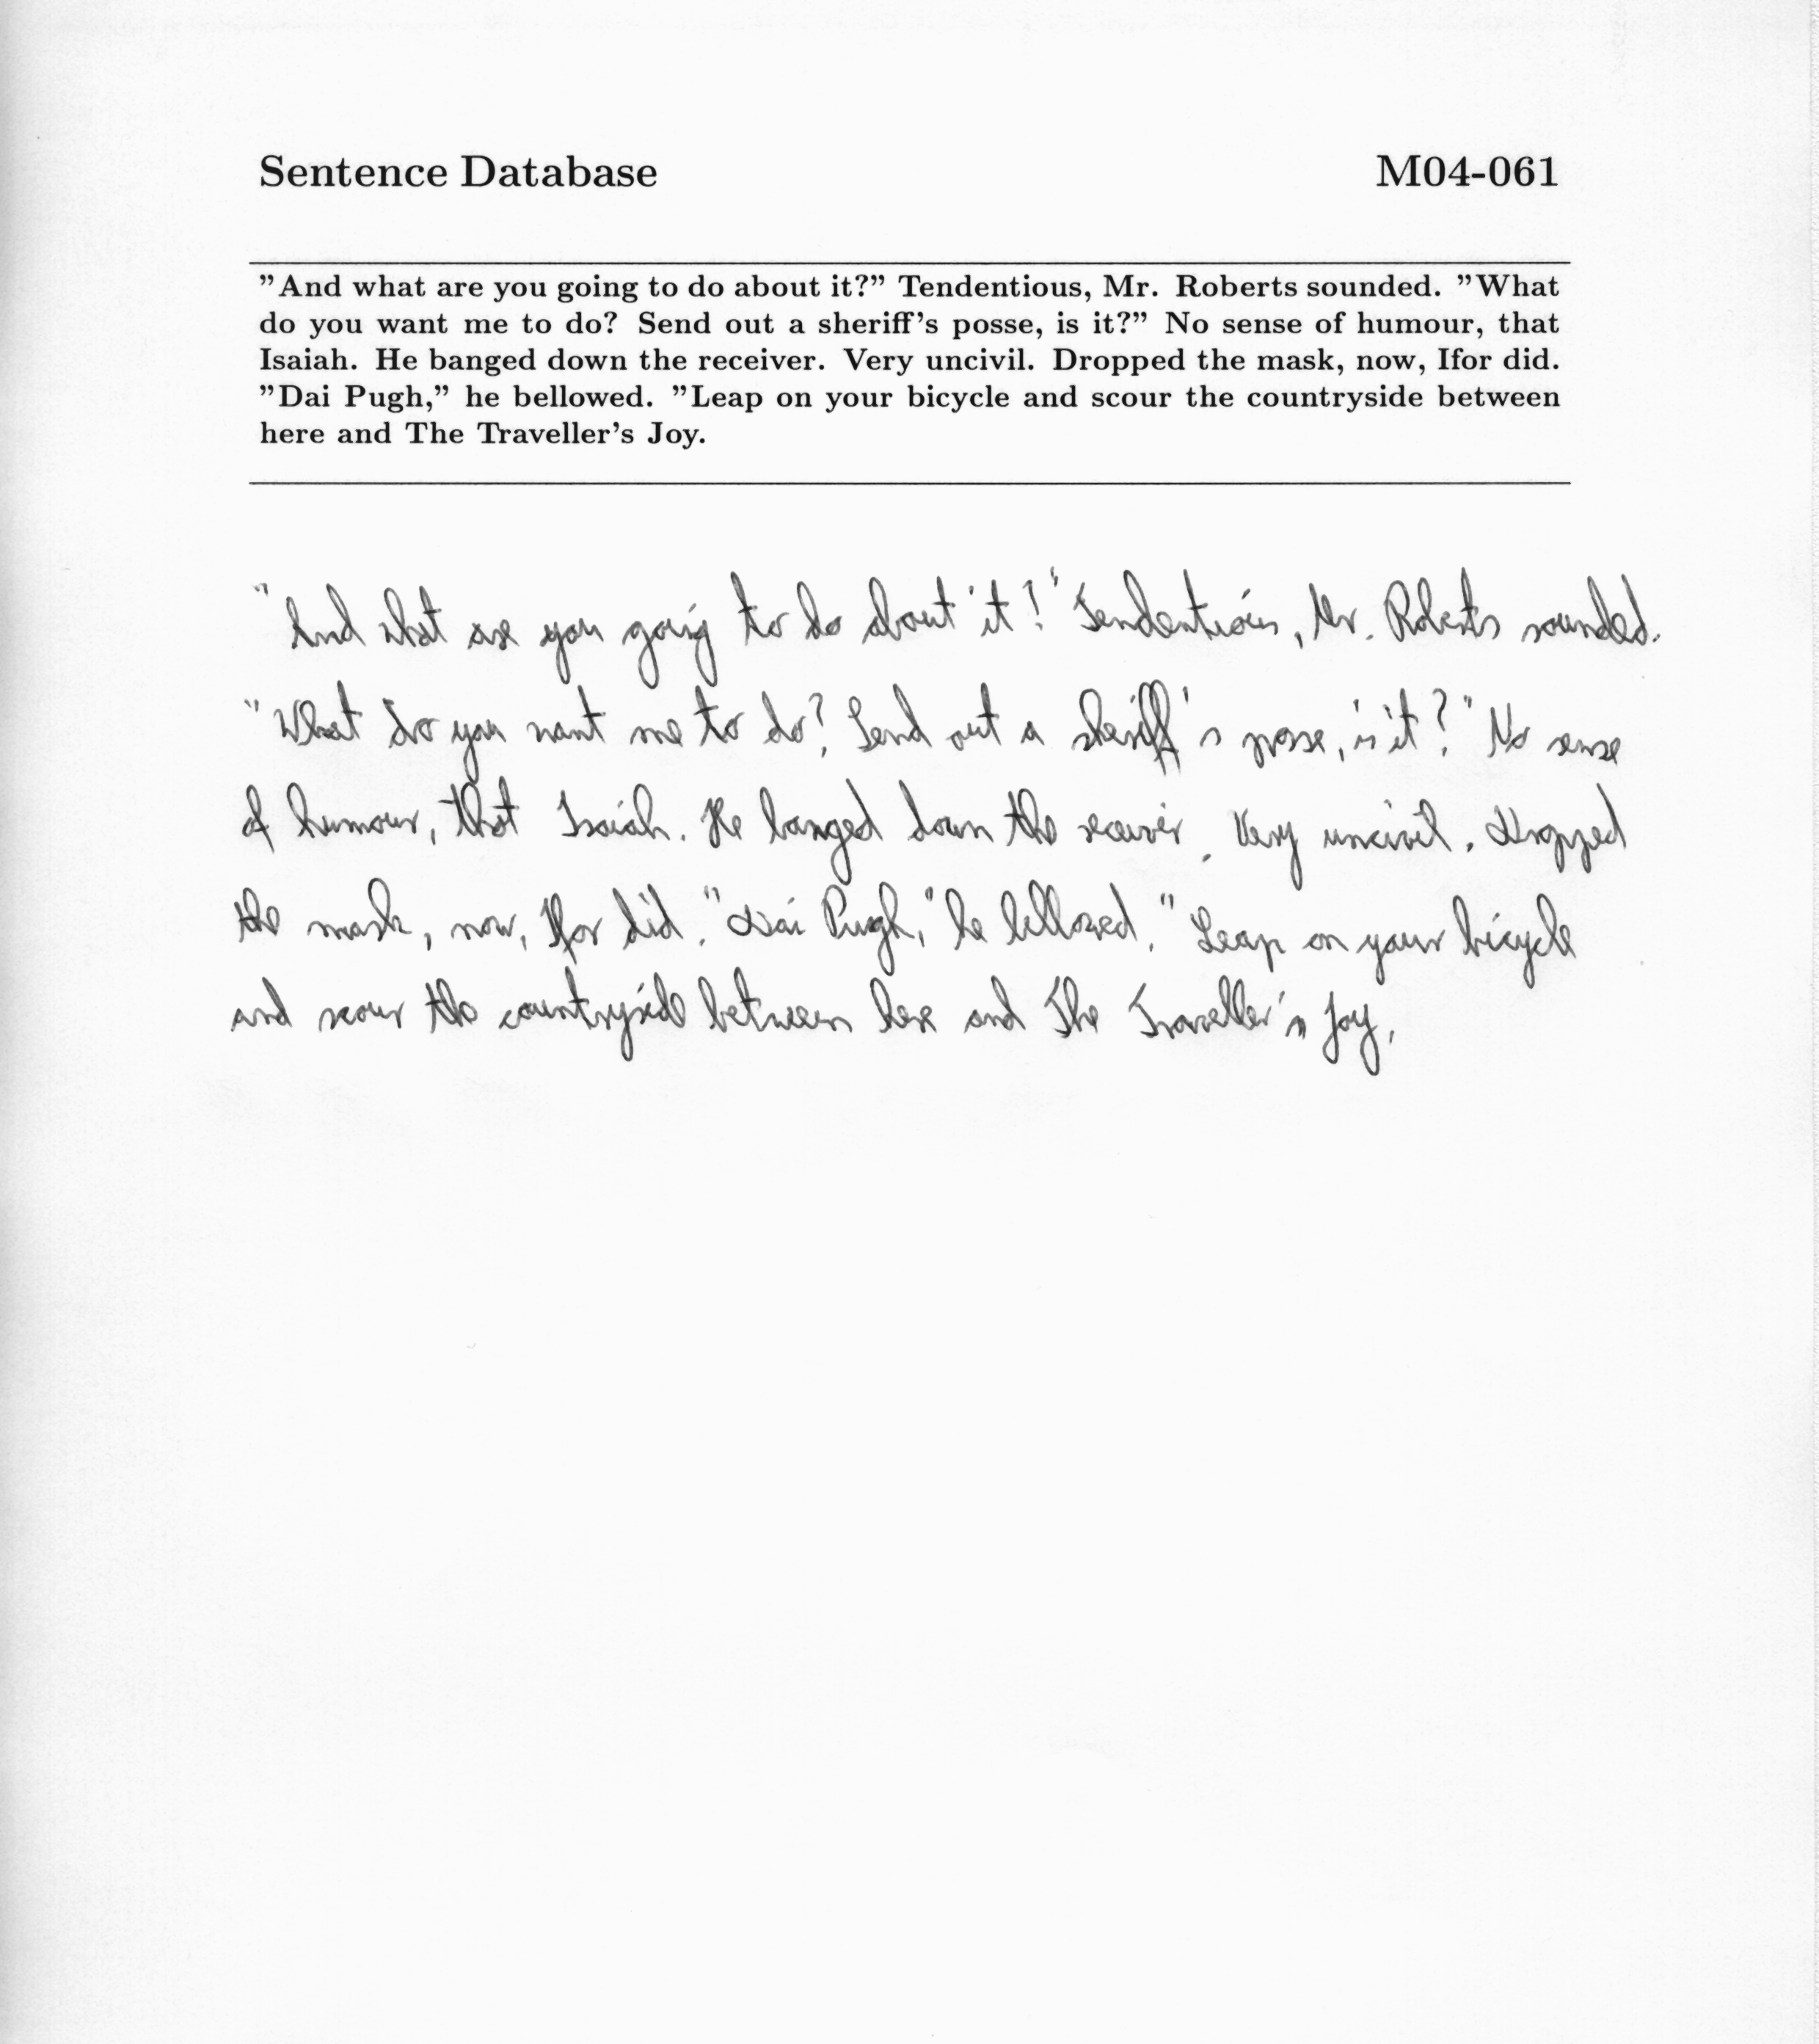 Sentence Database M04-061
"And what are you going to do about it?" Tendentious, Mr. Roberts sounded. "What
do you want me to do? Send out a sheriff's posse, is it?" No sense of humour, that
Isaiah. He banged down the receiver. Very uncivil. Dropped the mask, now, Ifor did.
"Dai Pugh," he bellowed. "Leap on your bicycle and scour the countryside between
here and The Traveller's Joy.
"And what are you going to do about it?" Tendentious, Mr. Roberts sounded.
"What do you want me to do? Send out a sheriff's posse, is it?" No sense
of humour, that Isaiah. He banged down the receiver. Very uncivil. Dropped
the mask, now, Ifor did. "Dai Pugh," he bellowed. "Leap on your bicycle
and scour the countryside between here and The Traveller's Joy.